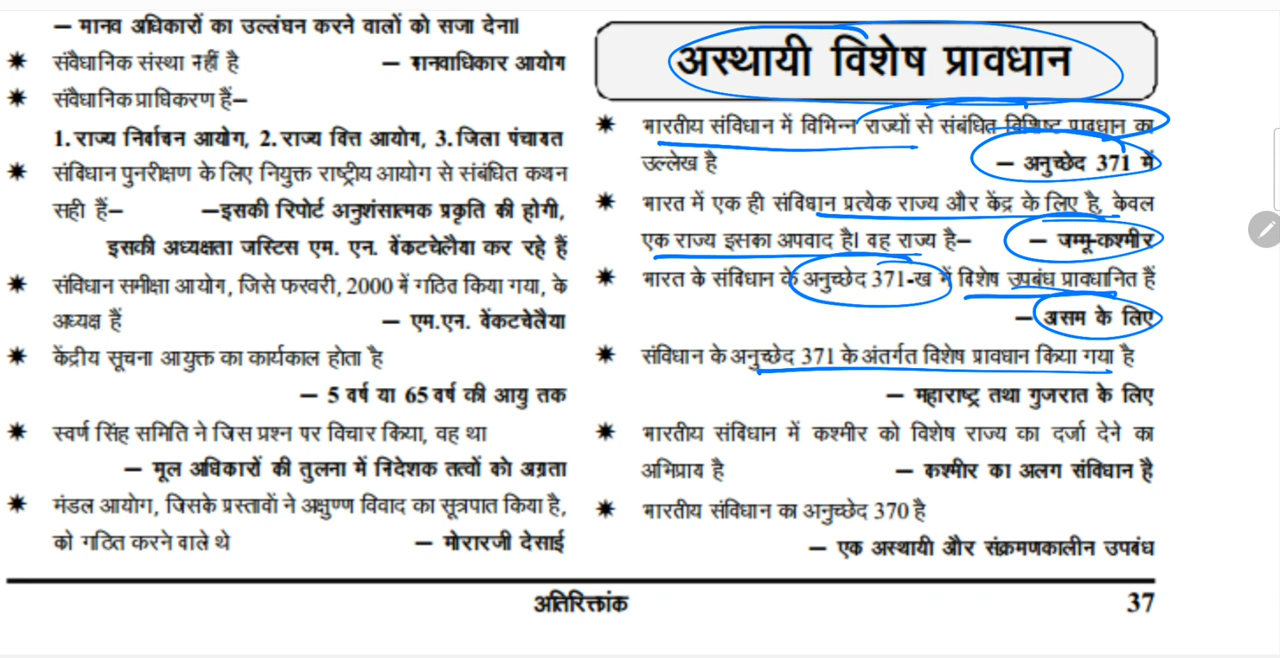 – मानव अधिकारों का उल्लंघन करने वालों को सजा देना।
✷ संवैधानिक संस्था नहीं है – मानवाधिकार आयोग
✷ संवैधानिक प्राधिकरण हैं–
1. राज्य निर्वाचन आयोग, 2. राज्य वित्त आयोग, 3. जिला पंचायत
✷ संविधान पुनरीक्षण के लिए नियुक्त राष्ट्रीय आयोग से संबंधित कथन
सही हैं– –इसकी रिपोर्ट अनुशंसात्मक प्रकृति की होगी,
इसकी अध्यक्षता जस्टिस एम. एन. वेंकटचेलैया कर रहे हैं
✷ संविधान समीक्षा आयोग, जिसे फरवरी, 2000 में गठित किया गया, के
अध्यक्ष हैं – एम.एन. वेंकटचेलैया
✷ केंद्रीय सूचना आयुक्त का कार्यकाल होता है
– 5 वर्ष या 65 वर्ष की आयु तक
✷ स्वर्ण सिंह समिति ने जिस प्रश्न पर विचार किया, वह था
– मूल अधिकारों की तुलना में निदेशक तत्वों को अग्रता
✷ मंडल आयोग, जिसके प्रस्तावों ने अक्षुण्ण विवाद का सूत्रपात किया है,
को गठित करने वाले थे – मोरारजी देसाई
अस्थायी विशेष प्रावधान
✷ भारतीय संविधान में विभिन्न राज्यों से संबंधित विशिष्ट प्रावधान का
उल्लेख है – अनुच्छेद 371 में
✷ भारत में एक ही संविधान प्रत्येक राज्य और केंद्र के लिए है, केवल
एक राज्य इसका अपवाद है। वह राज्य है– – जम्मू-कश्मीर
✷ भारत के संविधान के अनुच्छेद 371-ख में विशेष उपबंध प्रावधानित हैं
– असम के लिए
✷ संविधान के अनुच्छेद 371 के अंतर्गत विशेष प्रावधान किया गया है
– महाराष्ट्र तथा गुजरात के लिए
✷ भारतीय संविधान में कश्मीर को विशेष राज्य का दर्जा देने का
अभिप्राय है – कश्मीर का अलग संविधान है
✷ भारतीय संविधान का अनुच्छेद 370 है
– एक अस्थायी और संक्रमणकालीन उपबंध
अतिरिक्तांक 37